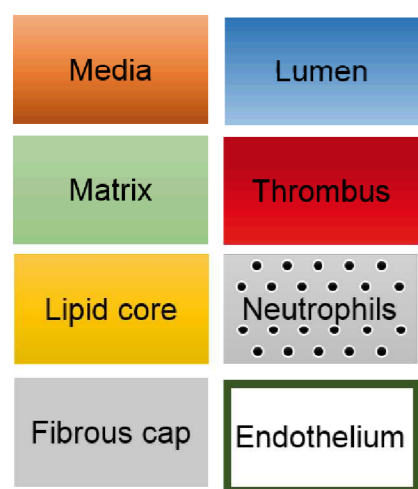 Media
Lumen
Matrix
Thrombus
Lipid core
Neutrophils
Fibrous cap
Endothelium